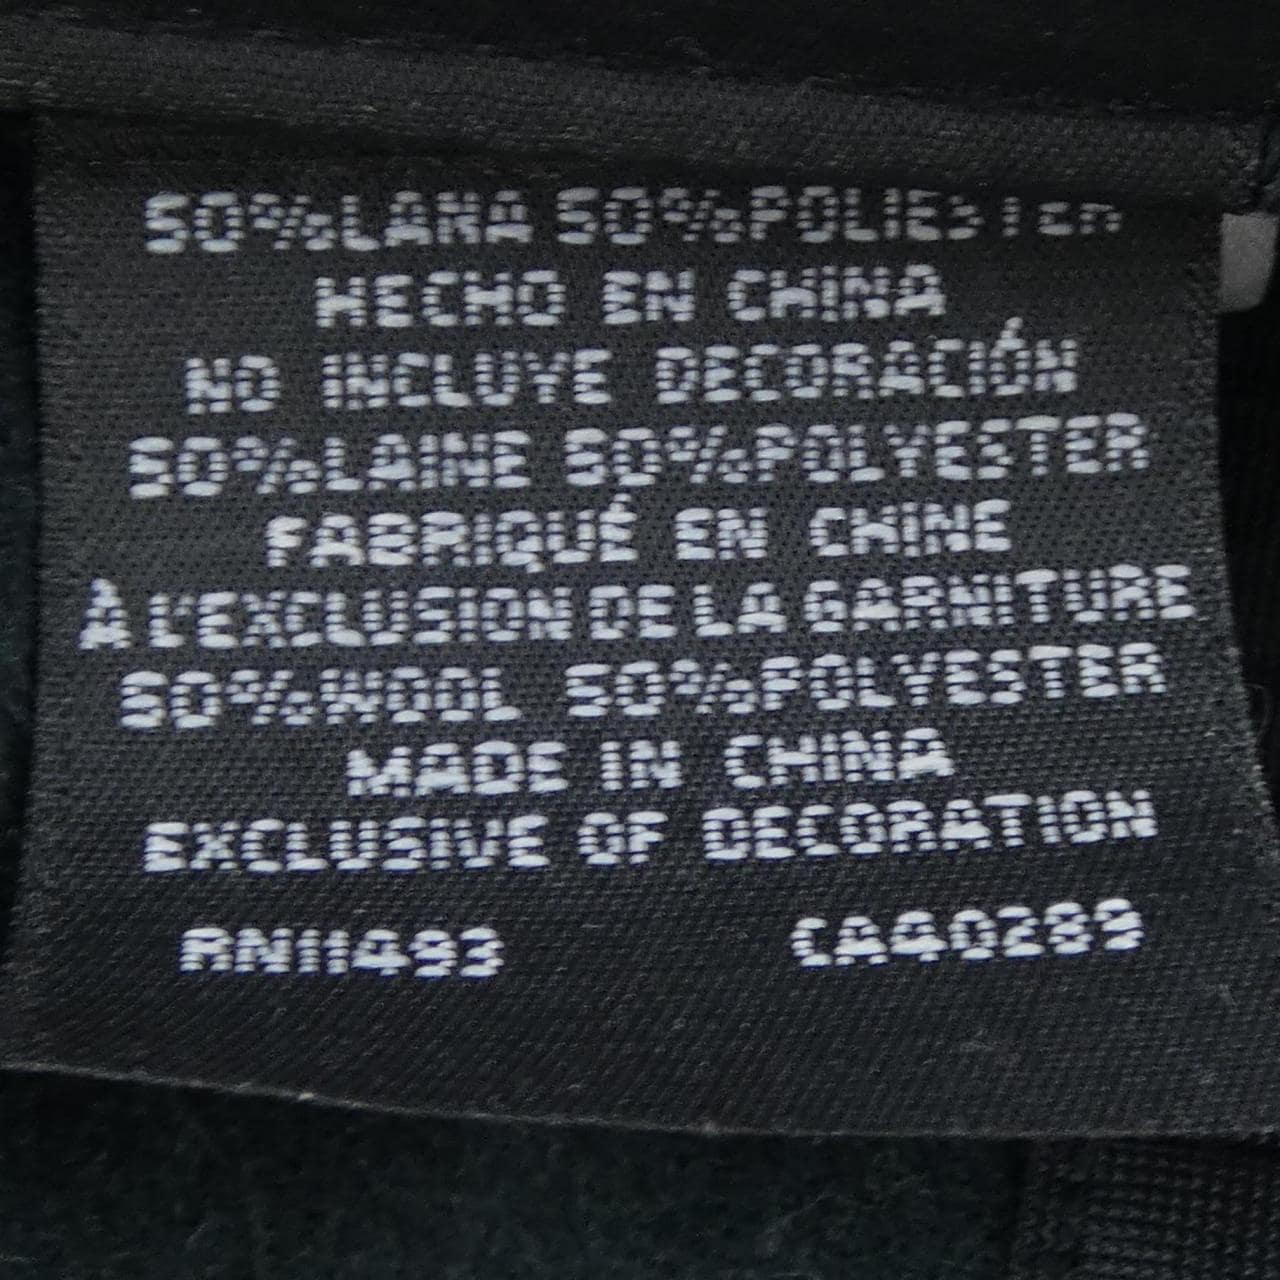 50%LANA 50%POLIESTER
HECHO EN CHINA
NO INCLUYE DECORACIÓN
50%LAINE 50%POLYESTER
FABRIQUÉ EN CHINE
À L'EXCLUSION DE LA GARNITURE
50%WOOL 50%POLYESTER
MADE IN CHINA
EXCLUSIVE OF DECORATION
RN11493 CA40289